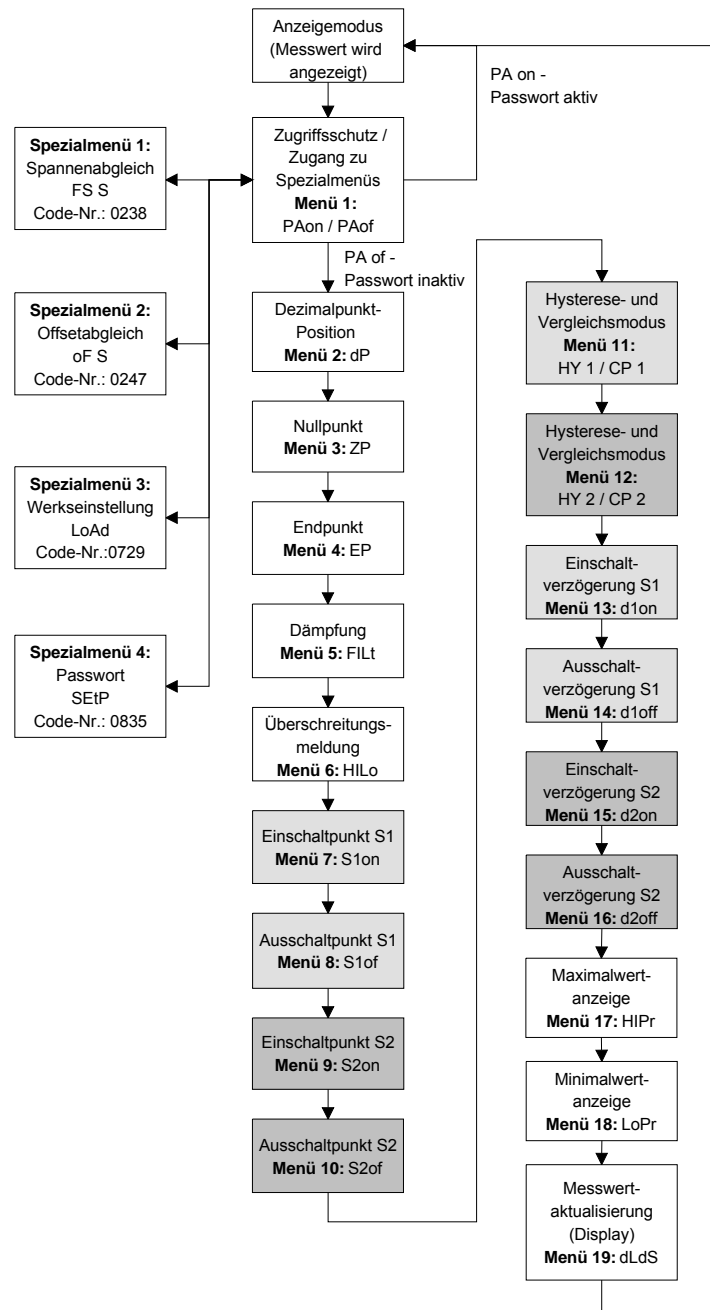 Anzeigemodus
(Messwert wird
angezeigt)
PA on -
Passwort aktiv
Spezialmenü 1:
Spannenabgleich
FS S
Code-Nr.: 0238
Zugriffsschutz /
Zugang zu
Spezialmenüs
Menü 1:
PAon / PAof
PA of -
Passwort inaktiv
Spezialmenü 2:
Offsetabgleich
oF S
Code-Nr.: 0247
Spezialmenü 3:
Werkseinstellung
LoAd
Code-Nr.:0729
Spezialmenü 4:
Passwort
SEtP
Code-Nr.: 0835
Dezimalpunkt-
Position
Menü 2: dP
Nullpunkt
Menü 3: ZP
Endpunkt
Menü 4: EP
Dämpfung
Menü 5: FILt
Überschreitungs-
meldung
Menü 6: HILo
Einschaltpunkt S1
Menü 7: S1on
Ausschaltpunkt S1
Menü 8: S1of
Einschaltpunkt S2
Menü 9: S2on
Ausschaltpunkt S2
Menü 10: S2of
Hysterese- und
Vergleichsmodus
Menü 11:
HY 1 / CP 1
Hysterese- und
Vergleichsmodus
Menü 12:
HY 2 / CP 2
Einschalt-
verzögerung S1
Menü 13: d1on
Ausschalt-
verzögerung S1
Menü 14: d1off
Einschalt-
verzögerung S2
Menü 15: d2on
Ausschalt-
verzögerung S2
Menü 16: d2off
Maximalwert-
anzeige
Menü 17: HIPr
Minimalwert-
anzeige
Menü 18: LoPr
Messwert-
aktualisierung
(Display)
Menü 19: dLdS